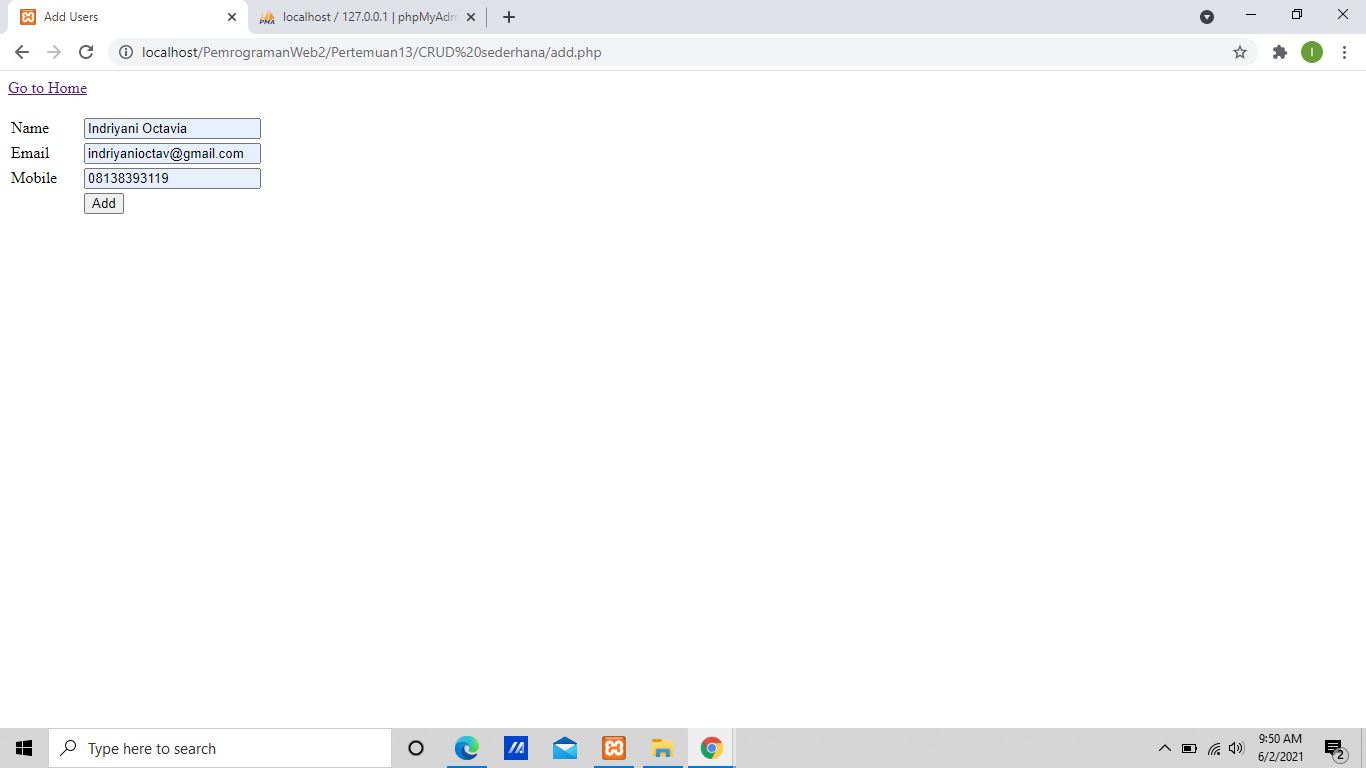 Add Users
localhost / 127.0.0.1 | phpMyAdm
localhost/PemrogramanWeb2/Pertemuan13/CRUD%20sederhana/add.php
I
Go to Home
Name Indriyani Octavia
Email indriyanioctav@gmail.com
Mobile 08138393119
Add
Type here to search
9:50 AM
6/2/2021
2